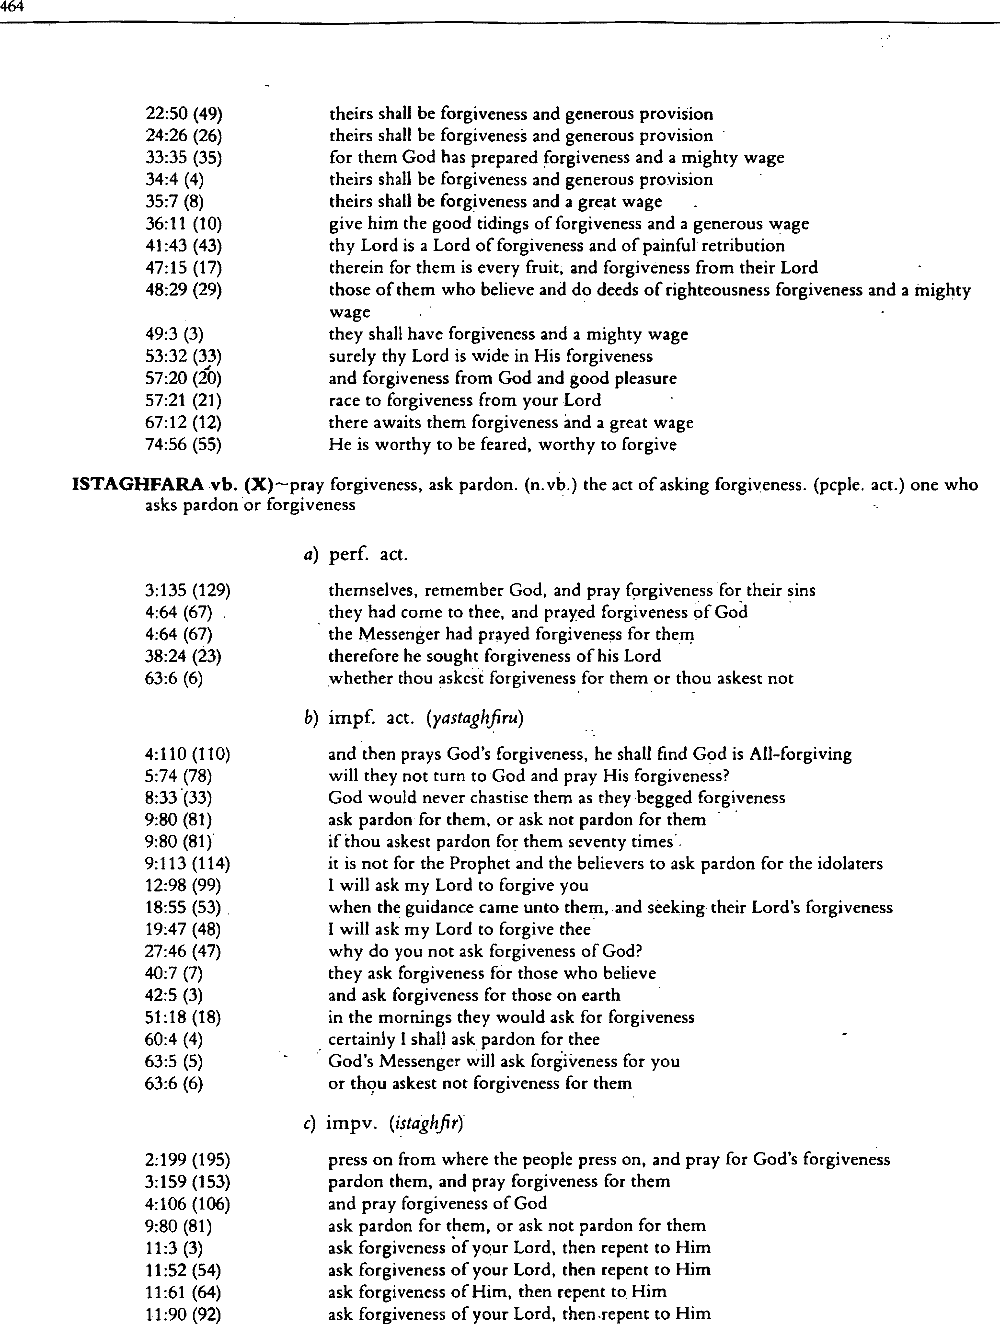 464
22:50 (49) theirs shall be forgiveness and generous provision
24:26 (26) theirs shall be forgiveness and generous provision
33:35 (35) for them God has prepared forgiveness and a mighty wage
34:4 (4) theirs shall be forgiveness and generous provision
35:7 (8) theirs shall be forgiveness and a great wage
36:11 (10) give him the good tidings of forgiveness and a generous wage
41:43 (43) thy Lord is a Lord of forgiveness and of painful retribution
47:15 (17) therein for them is every fruit, and forgiveness from their Lord
48:29 (29) those of them who believe and do deeds of righteousness forgiveness and a mighty
wage
49:3 (3) they shall have forgiveness and a mighty wage
53:32 (33) surely thy Lord is wide in His forgiveness
57:20 (20) and forgiveness from God and good pleasure
57:21 (21) race to forgiveness from your Lord
67:12 (12) there awaits them forgiveness and a great wage
74:56 (55) He is worthy to be feared, worthy to forgive
ISTAGHFARA vb. (X)~pray forgiveness, ask pardon. (n.vb.) the act of asking forgiveness. (pcple. act.) one who
asks pardon or forgiveness
a) perf. act.
3:135 (129) themselves, remember God, and pray forgiveness for their sins
4:64 (67) they had come to thee, and prayed forgiveness of God
4:64 (67) the Messenger had prayed forgiveness for them
38:24 (23) therefore he sought forgiveness of his Lord
63:6 (6) whether thou askest forgiveness for them or thou askest not
b) impf. act. (yastaghfiru)
4:110 (110) and then prays God's forgiveness, he shall find God is All-forgiving
5:74 (78) will they not turn to God and pray His forgiveness?
8:33 (33) God would never chastise them as they begged forgiveness
9:80 (81) ask pardon for them, or ask not pardon for them
9:80 (81) if thou askest pardon for them seventy times
9:113 (114) it is not for the Prophet and the believers to ask pardon for the idolaters
12:98 (99) I will ask my Lord to forgive you
18:55 (53) when the guidance came unto them, and seeking their Lord's forgiveness
19:47 (48) I will ask my Lord to forgive thee
27:46 (47) why do you not ask forgiveness of God?
40:7 (7) they ask forgiveness for those who believe
42:5 (3) and ask forgiveness for those on earth
51:18 (18) in the mornings they would ask for forgiveness
60:4 (4) certainly I shall ask pardon for thee
63:5 (5) God's Messenger will ask forgiveness for you
63:6 (6) or thou askest not forgiveness for them
c) impv. (istaghfir)
2:199 (195) press on from where the people press on, and pray for God's forgiveness
3:159 (153) pardon them, and pray forgiveness for them
4:106 (106) and pray forgiveness of God
9:80 (81) ask pardon for them, or ask not pardon for them
11:3 (3) ask forgiveness of your Lord, then repent to Him
11:52 (54) ask forgiveness of your Lord, then repent to Him
11:61 (64) ask forgiveness of Him, then repent to Him
11:90 (92) ask forgiveness of your Lord, then repent to Him